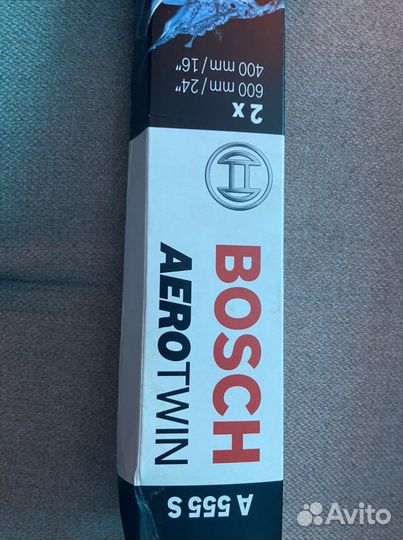 2 x
600 mm / 24"
400 mm / 16"
BOSCH
AEROTWIN
A 555 S
Avito